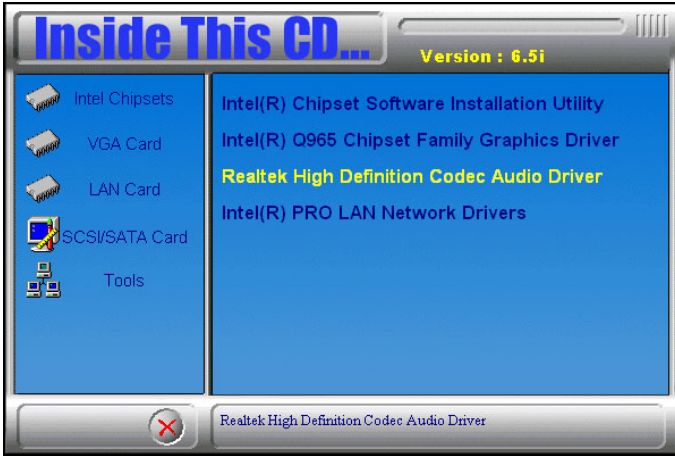 Inside This CD...
Version : 6.5i
Intel Chipsets
VGA Card
LAN Card
SCSI/SATA Card
Tools
Intel(R) Chipset Software Installation Utility
Intel(R) Q965 Chipset Family Graphics Driver
Realtek High Definition Codec Audio Driver
Intel(R) PRO LAN Network Drivers
Realtek High Definition Codec Audio Driver